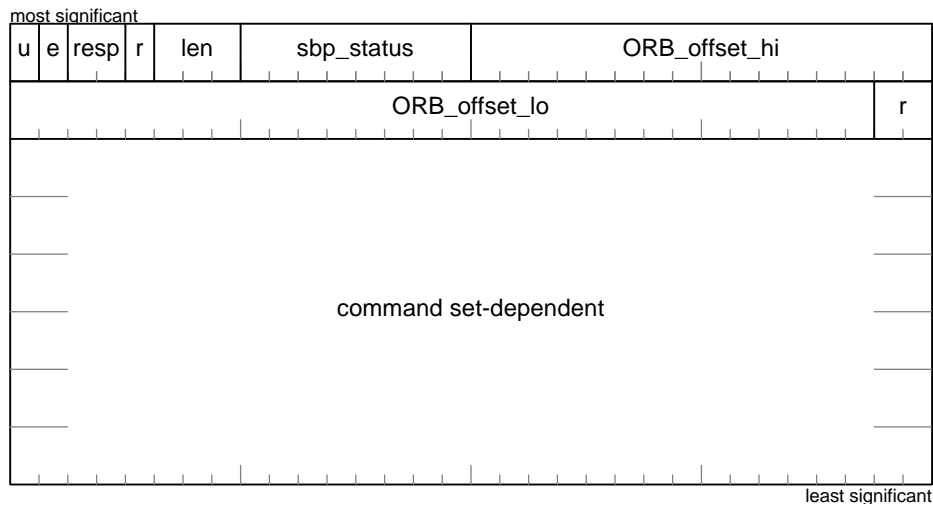 most significant
u e resp r len sbp_status ORB_offset_hi
ORB_offset_lo r
command set-dependent
least significant